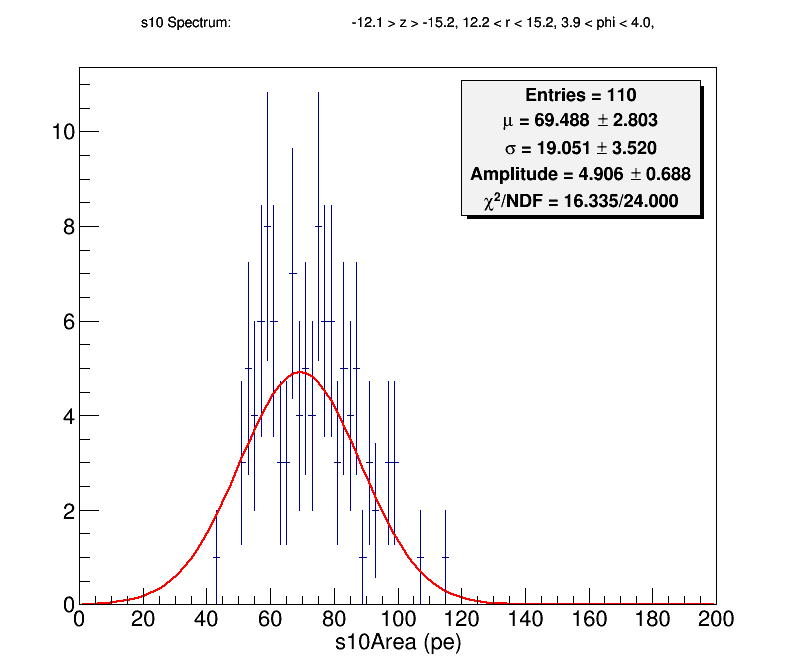 s10 Spectrum: -12.1 > z > -15.2, 12.2 < r < 15.2, 3.9 < phi < 4.0,
Entries = 110
μ = 69.488 ± 2.803
σ = 19.051 ± 3.520
Amplitude = 4.906 ± 0.688
χ²/NDF = 16.335/24.000
10
8
6
4
2
0
0 20 40 60 80 100 120 140 160 180 200
s10Area (pe)